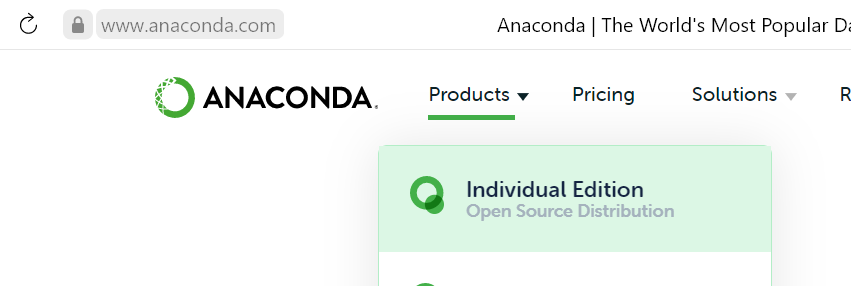 www.anaconda.com
Anaconda | The World's Most Popular Da
ANACONDA.
Products
Pricing
Solutions
R
Individual Edition
Open Source Distribution